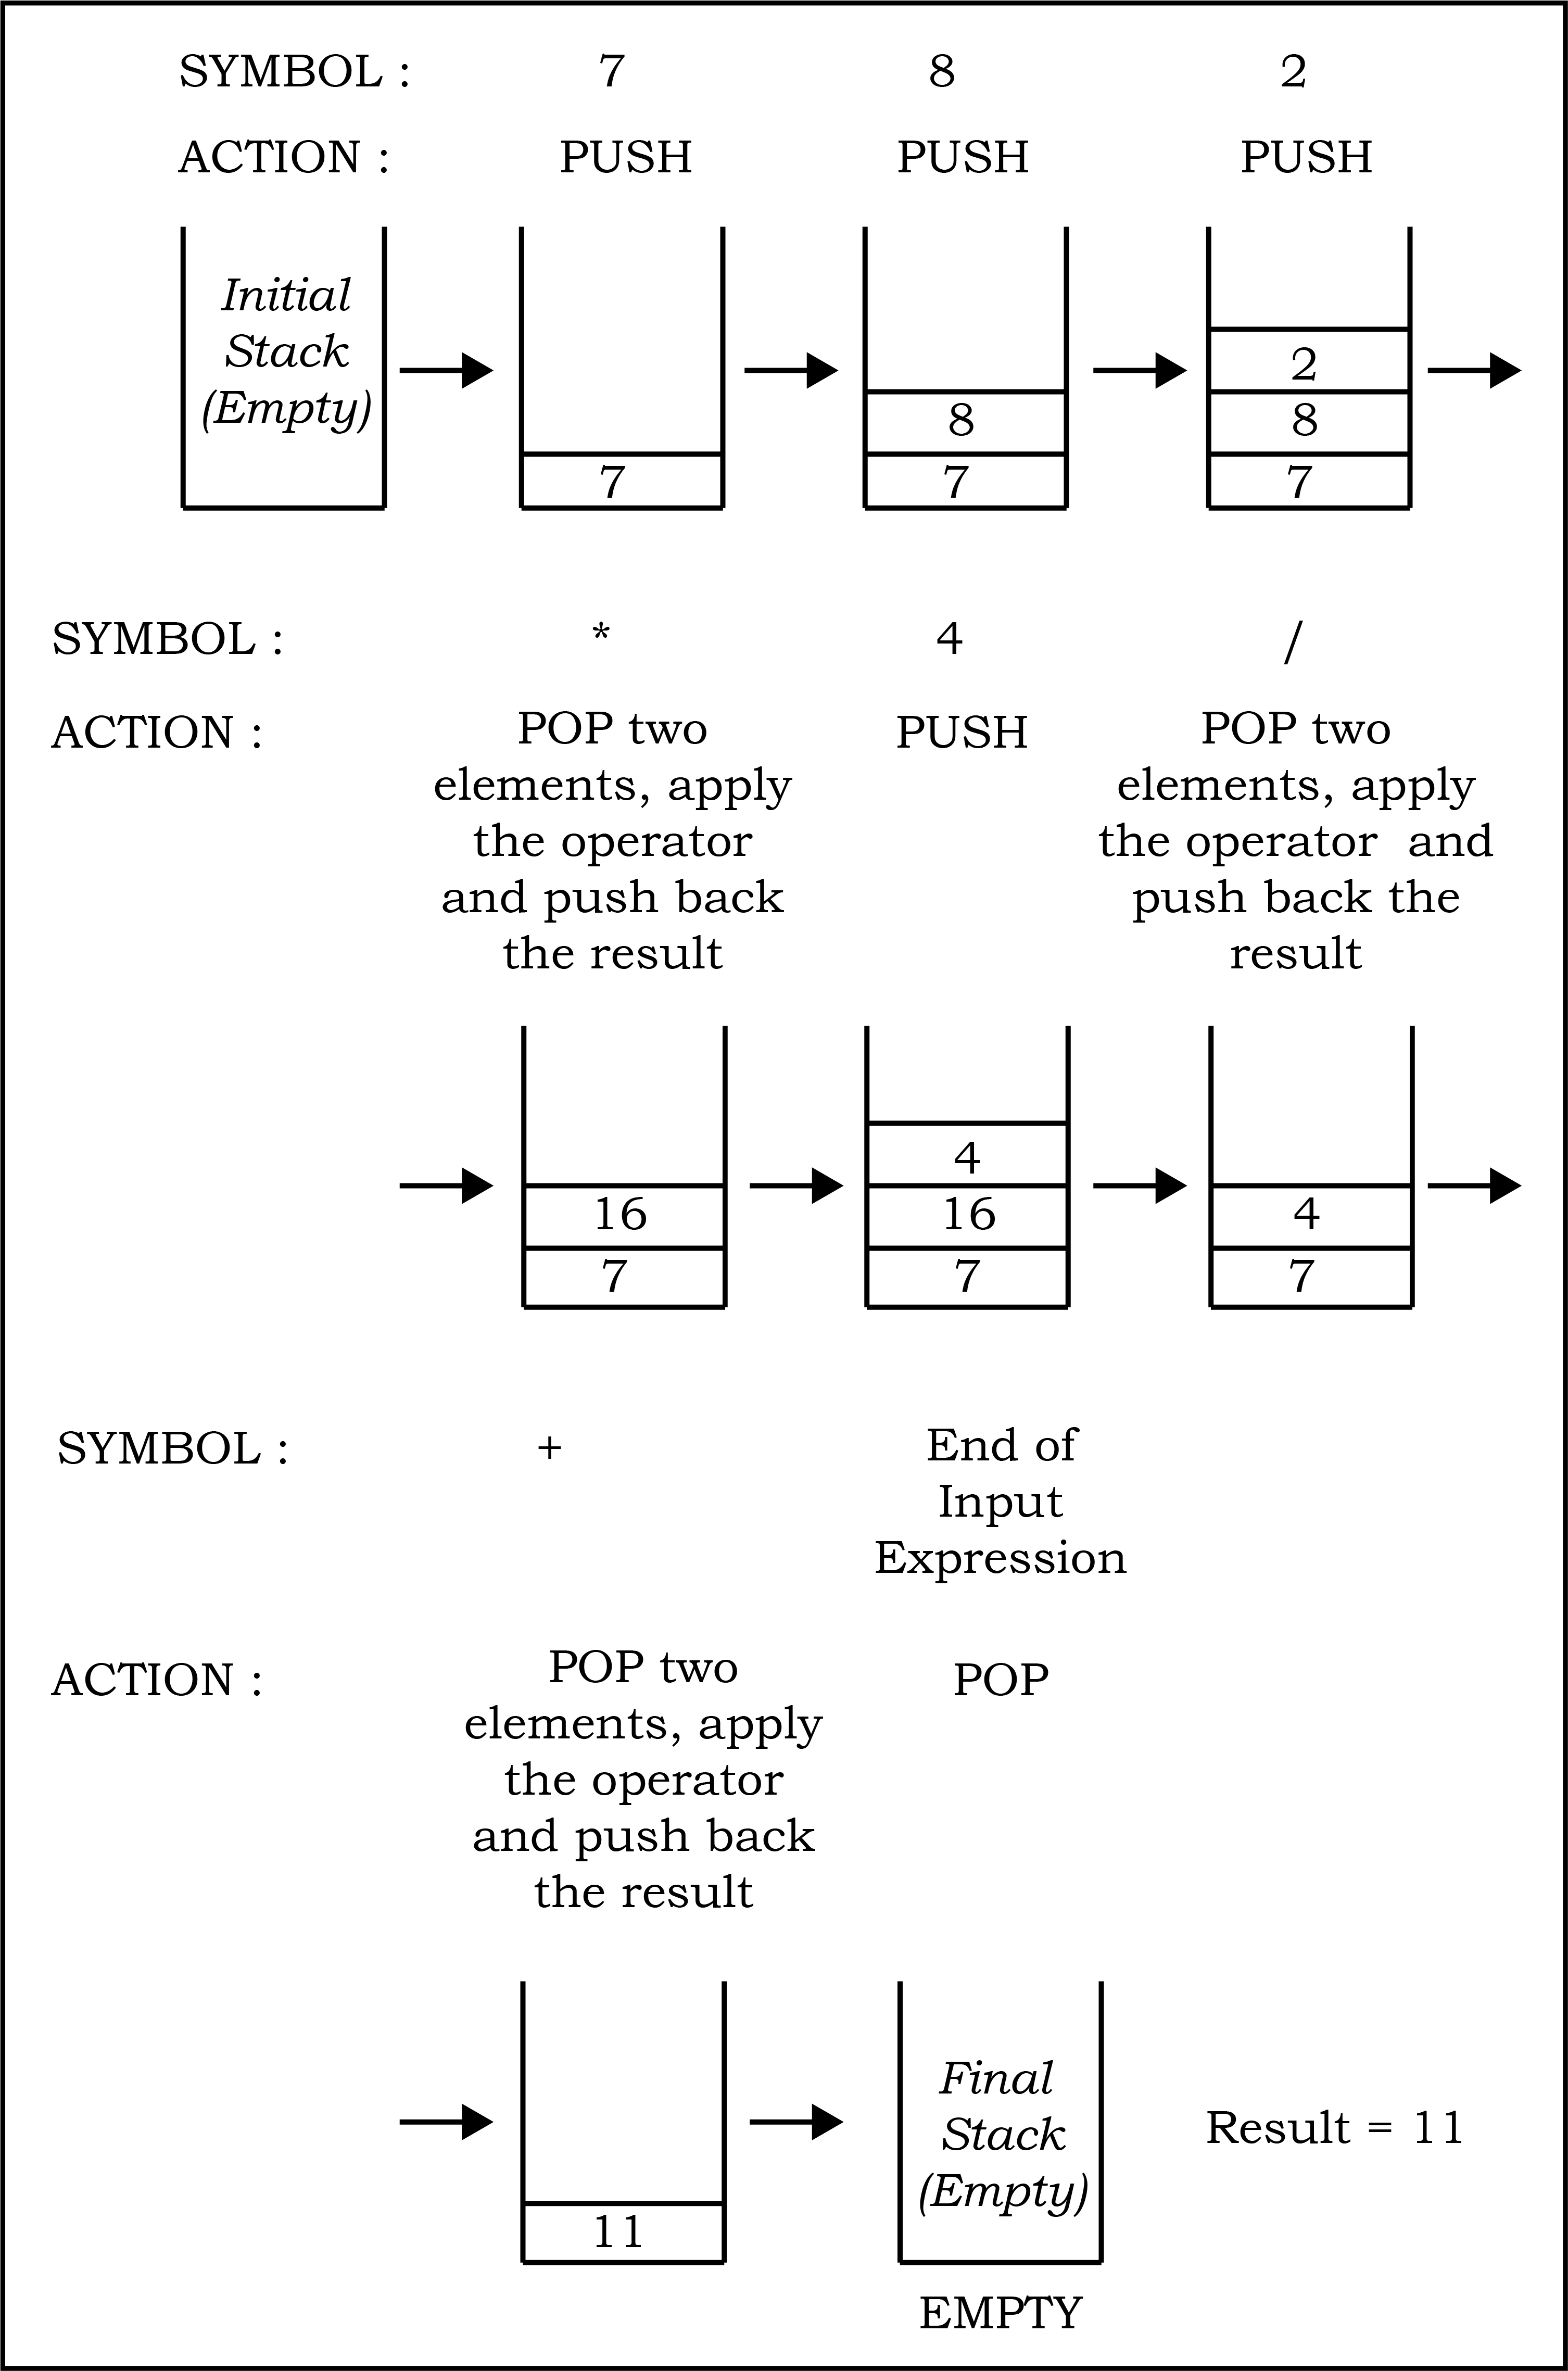 SYMBOL : 7 8 2
ACTION : PUSH PUSH PUSH
Initial
Stack
(Empty)
2
8 8
7 7 7
SYMBOL : * 4 /
ACTION : POP two PUSH POP two
elements, apply elements, apply
the operator the operator and
and push back push back the
the result result
4
16 16 4
7 7 7
SYMBOL : + End of
Input
Expression
ACTION : POP two POP
elements, apply
the operator
and push back
the result
Final
Stack Result = 11
(Empty)
11
EMPTY